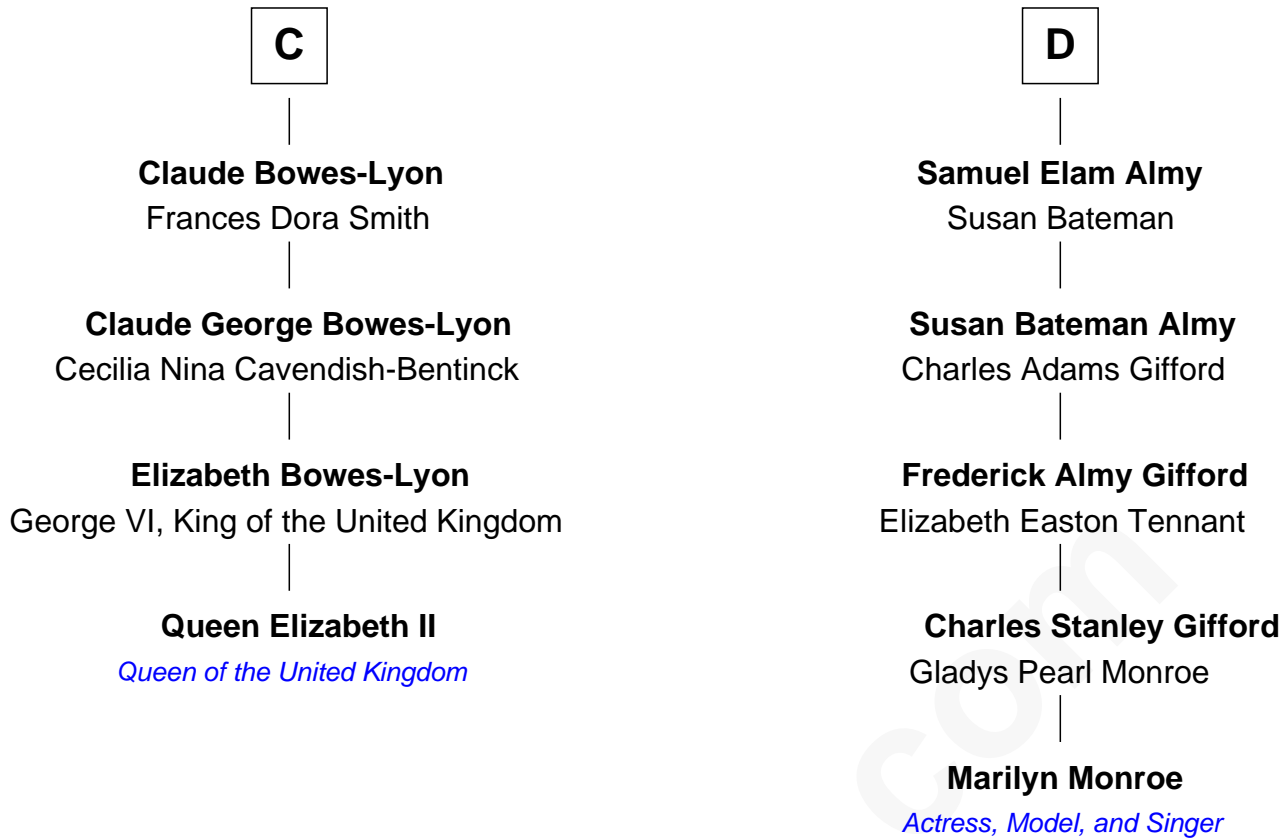 C
Claude Bowes-Lyon
Frances Dora Smith
Claude George Bowes-Lyon
Cecilia Nina Cavendish-Bentinck
Elizabeth Bowes-Lyon
George VI, King of the United Kingdom
Queen Elizabeth II
Queen of the United Kingdom
D
Samuel Elam Almy
Susan Bateman
Susan Bateman Almy
Charles Adams Gifford
Frederick Almy Gifford
Elizabeth Easton Tennant
Charles Stanley Gifford
Gladys Pearl Monroe
Marilyn Monroe
Actress, Model, and Singer
com